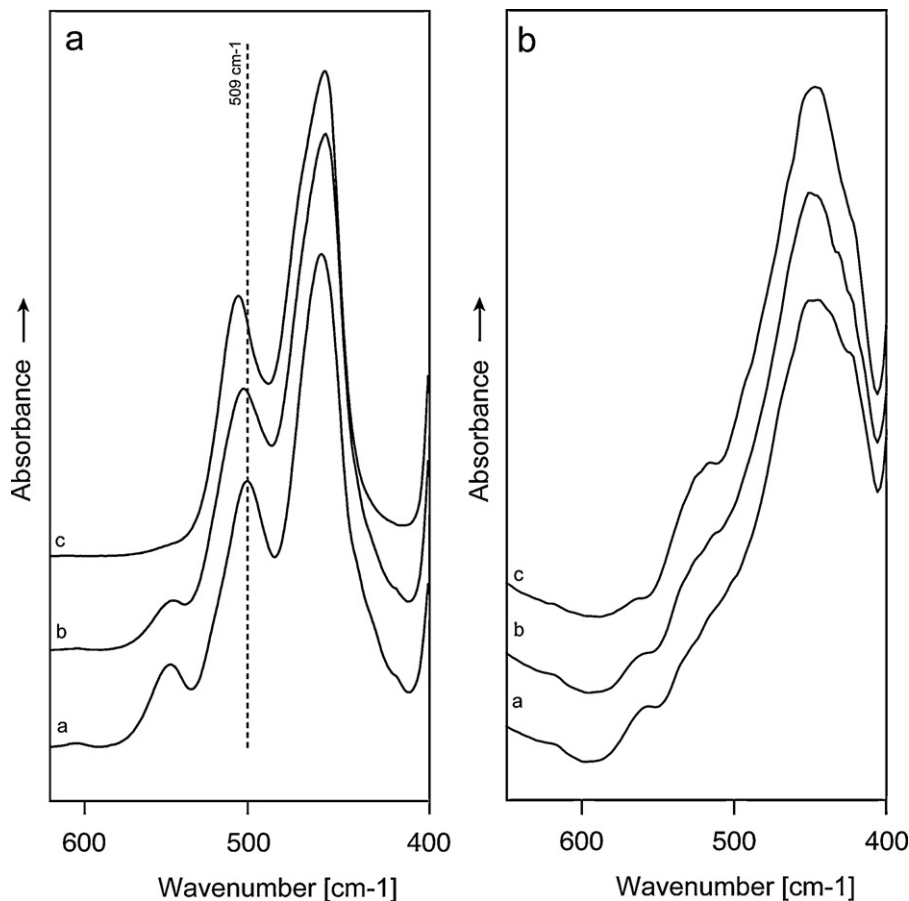 a
509 cm-1
Absorbance →
c
b
a
600
500
400
Wavenumber [cm-1]
b
Absorbance →
c
b
a
600
500
400
Wavenumber [cm-1]